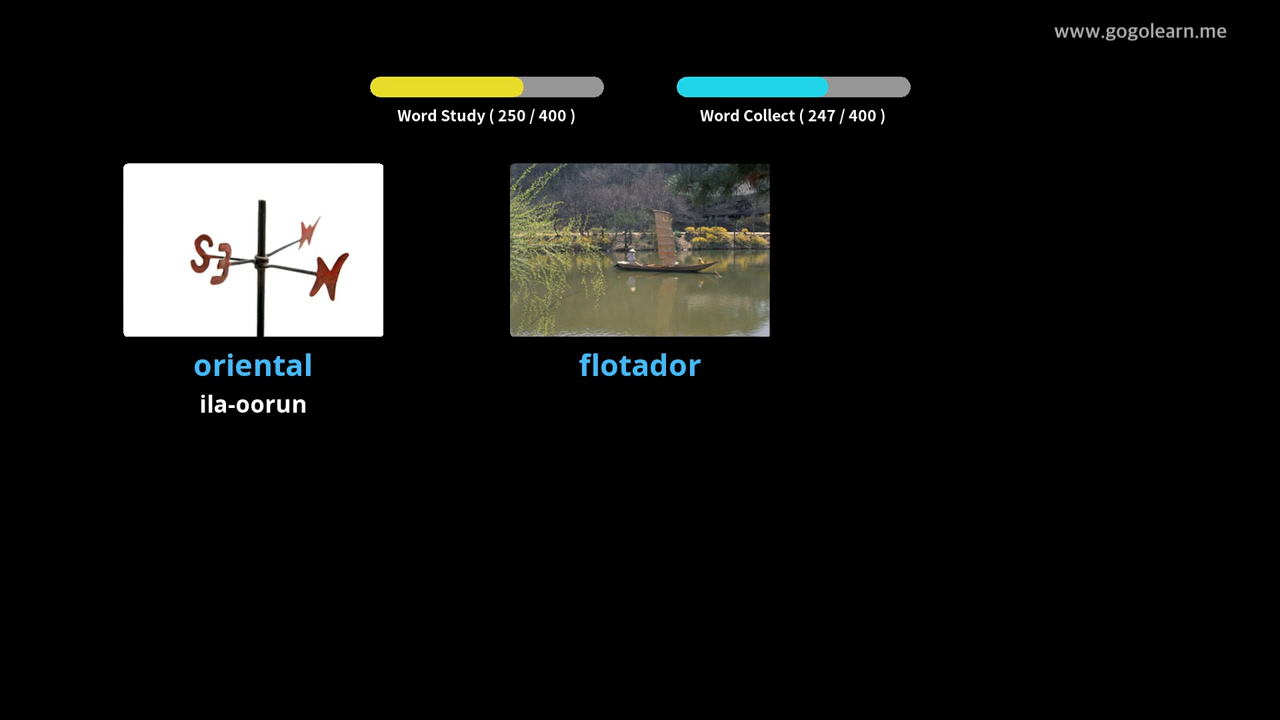 www.gogolearn.me
Word Study ( 250 / 400 )
Word Collect ( 247 / 400 )
S E N
oriental
flotador
ila-oorun